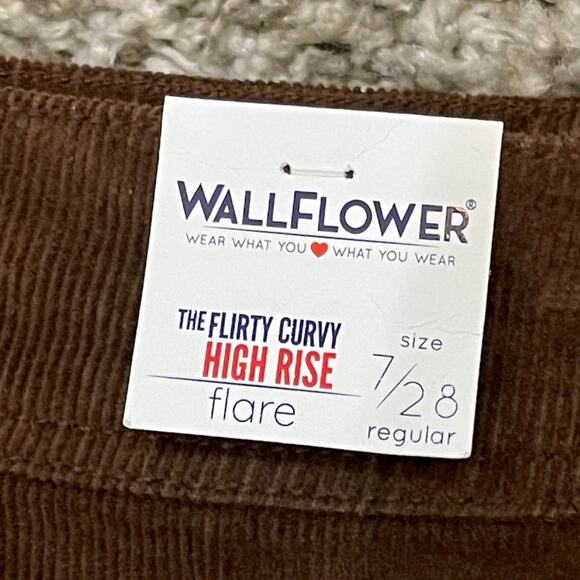 WALLFLOWER®
WEAR WHAT YOU ❤ WHAT YOU WEAR
THE FLIRTY CURVY
HIGH RISE
flare
size
7/28
regular